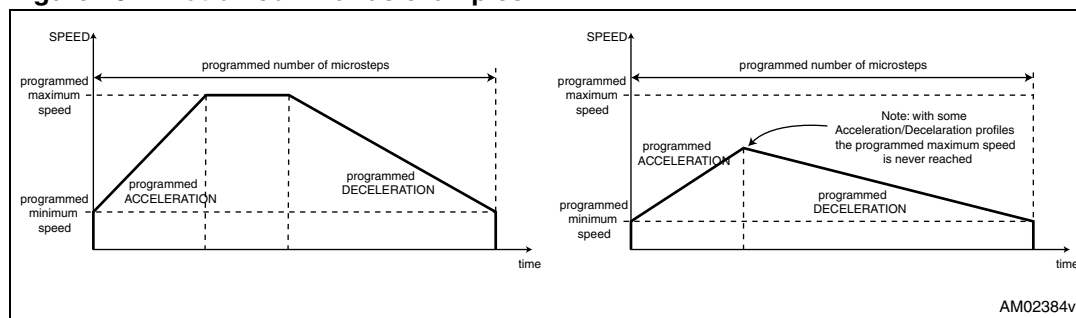 SPEED
programmed number of microsteps
programmed
maximum
speed
programmed
ACCELERATION
programmed
DECELERATION
programmed
minimum
speed
time
SPEED
programmed number of microsteps
programmed
maximum
speed
Note: with some
Acceleration/Decelaration profiles
the programmed maximum speed
is never reached
programmed
ACCELERATION
programmed
DECELERATION
programmed
minimum
speed
time
AM02384v